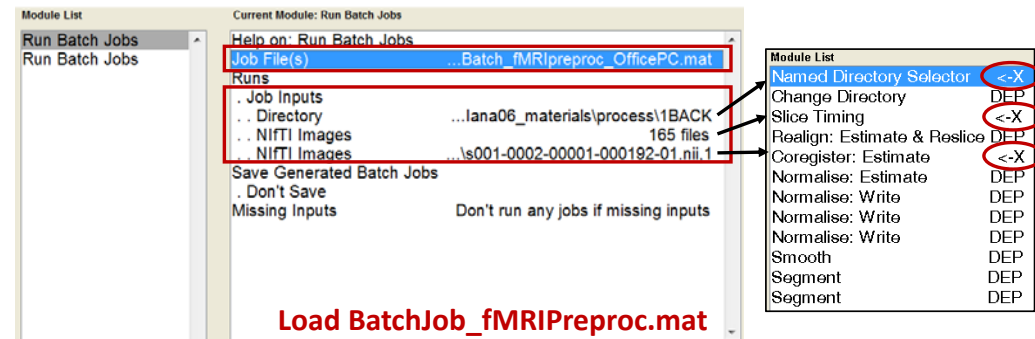 Module List
Run Batch Jobs
Run Batch Jobs
Current Module: Run Batch Jobs
Help on: Run Batch Jobs
Job File(s) ...Batch_fMRIpreproc_OfficePC.mat
Runs
. Job Inputs
. . Directory ...lana06_materials\process\1BACK
. . NIfTI Images 165 files
. . NIfTI Images ...\s001-0002-00001-000192-01.nii,1
Save Generated Batch Jobs
. Don't Save
Missing Inputs Don't run any jobs if missing inputs
Load BatchJob_fMRIPreproc.mat
Module List
Named Directory Selector <-X
Change Directory DEP
Slice Timing <-X
Realign: Estimate & Reslice DEP
Coregister: Estimate <-X
Normalise: Estimate DEP
Normalise: Write DEP
Normalise: Write DEP
Normalise: Write DEP
Smooth DEP
Segment DEP
Segment DEP